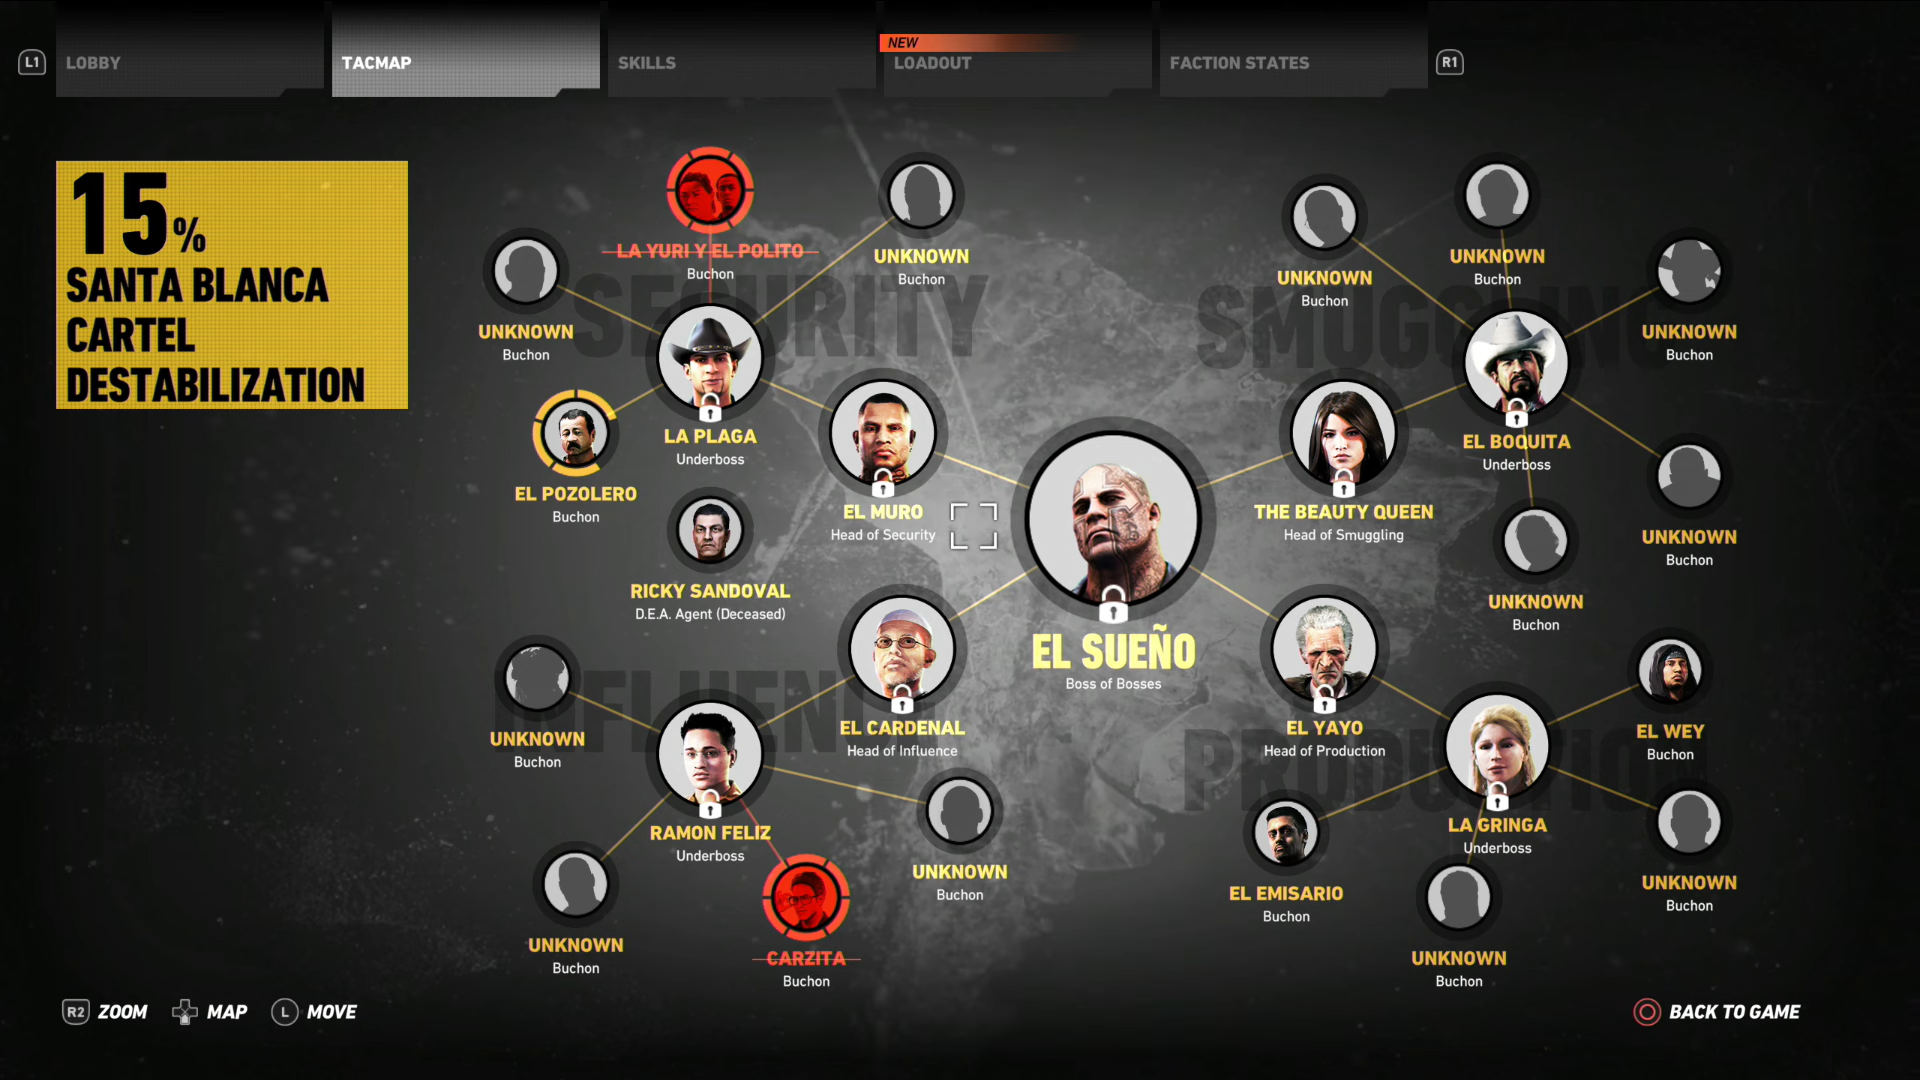 L1
LOBBY
TACMAP
SKILLS
NEW
LOADOUT
FACTION STATES
R1
15%
SANTA BLANCA
CARTEL
DESTABILIZATION
SECURITY
SMUGGLING
INFLUENCE
PRODUCTION
LA YURI Y EL POLITO
Buchon
UNKNOWN
Buchon
UNKNOWN
Buchon
LA PLAGA
Underboss
EL POZOLERO
Buchon
EL MURO
Head of Security
RICKY SANDOVAL
D.E.A. Agent (Deceased)
UNKNOWN
Buchon
UNKNOWN
Buchon
UNKNOWN
Buchon
EL BOQUITA
Underboss
THE BEAUTY QUEEN
Head of Smuggling
UNKNOWN
Buchon
UNKNOWN
Buchon
EL SUEÑO
Boss of Bosses
EL CARDENAL
Head of Influence
UNKNOWN
Buchon
RAMON FELIZ
Underboss
UNKNOWN
Buchon
UNKNOWN
Buchon
CARZITA
Buchon
EL YAYO
Head of Production
EL WEY
Buchon
LA GRINGA
Underboss
EL EMISARIO
Buchon
UNKNOWN
Buchon
UNKNOWN
Buchon
R2 ZOOM
MAP
L MOVE
BACK TO GAME